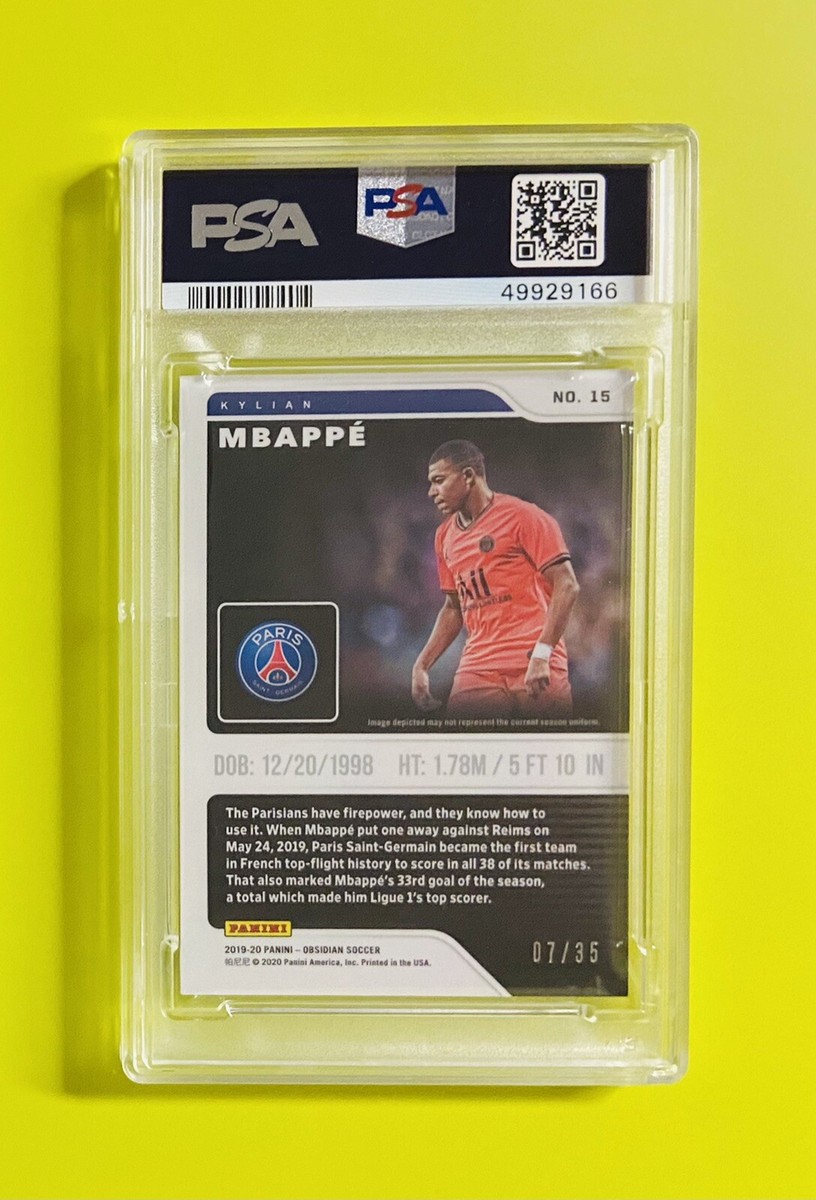 PSA
PSA
49929166
KYLIAN
NO. 15
MBAPPÉ
PARIS
SAINT-GERMAIN
Image depicted may not represent the current season uniform.
DOB: 12/20/1998 HT: 1.78M / 5 FT 10 IN
The Parisians have firepower, and they know how to
use it. When Mbappé put one away against Reims on
May 24, 2019, Paris Saint-Germain became the first team
in French top-flight history to score in all 38 of its matches.
That also marked Mbappé's 33rd goal of the season,
a total which made him Ligue 1's top scorer.
PANINI
2019-20 PANINI – OBSIDIAN SOCCER
帕尼尼 © 2020 Panini America, Inc. Printed in the USA.
07/35